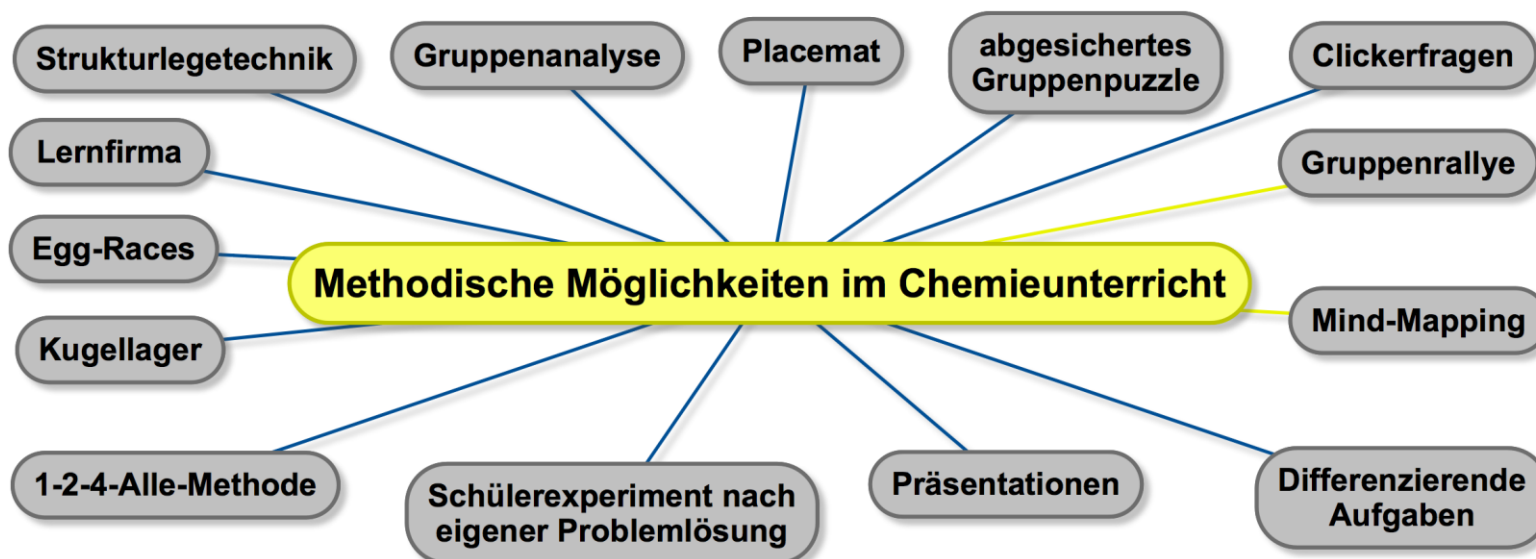 Strukturlegetechnik
Gruppenanalyse
Placemat
abgesichertes
Gruppenpuzzle
Clickerfragen
Lernfirma
Gruppenrallye
Egg-Races
Methodische Möglichkeiten im Chemieunterricht
Mind-Mapping
Kugellager
1-2-4-Alle-Methode
Schülerexperiment nach
eigener Problemlösung
Präsentationen
Differenzierende
Aufgaben